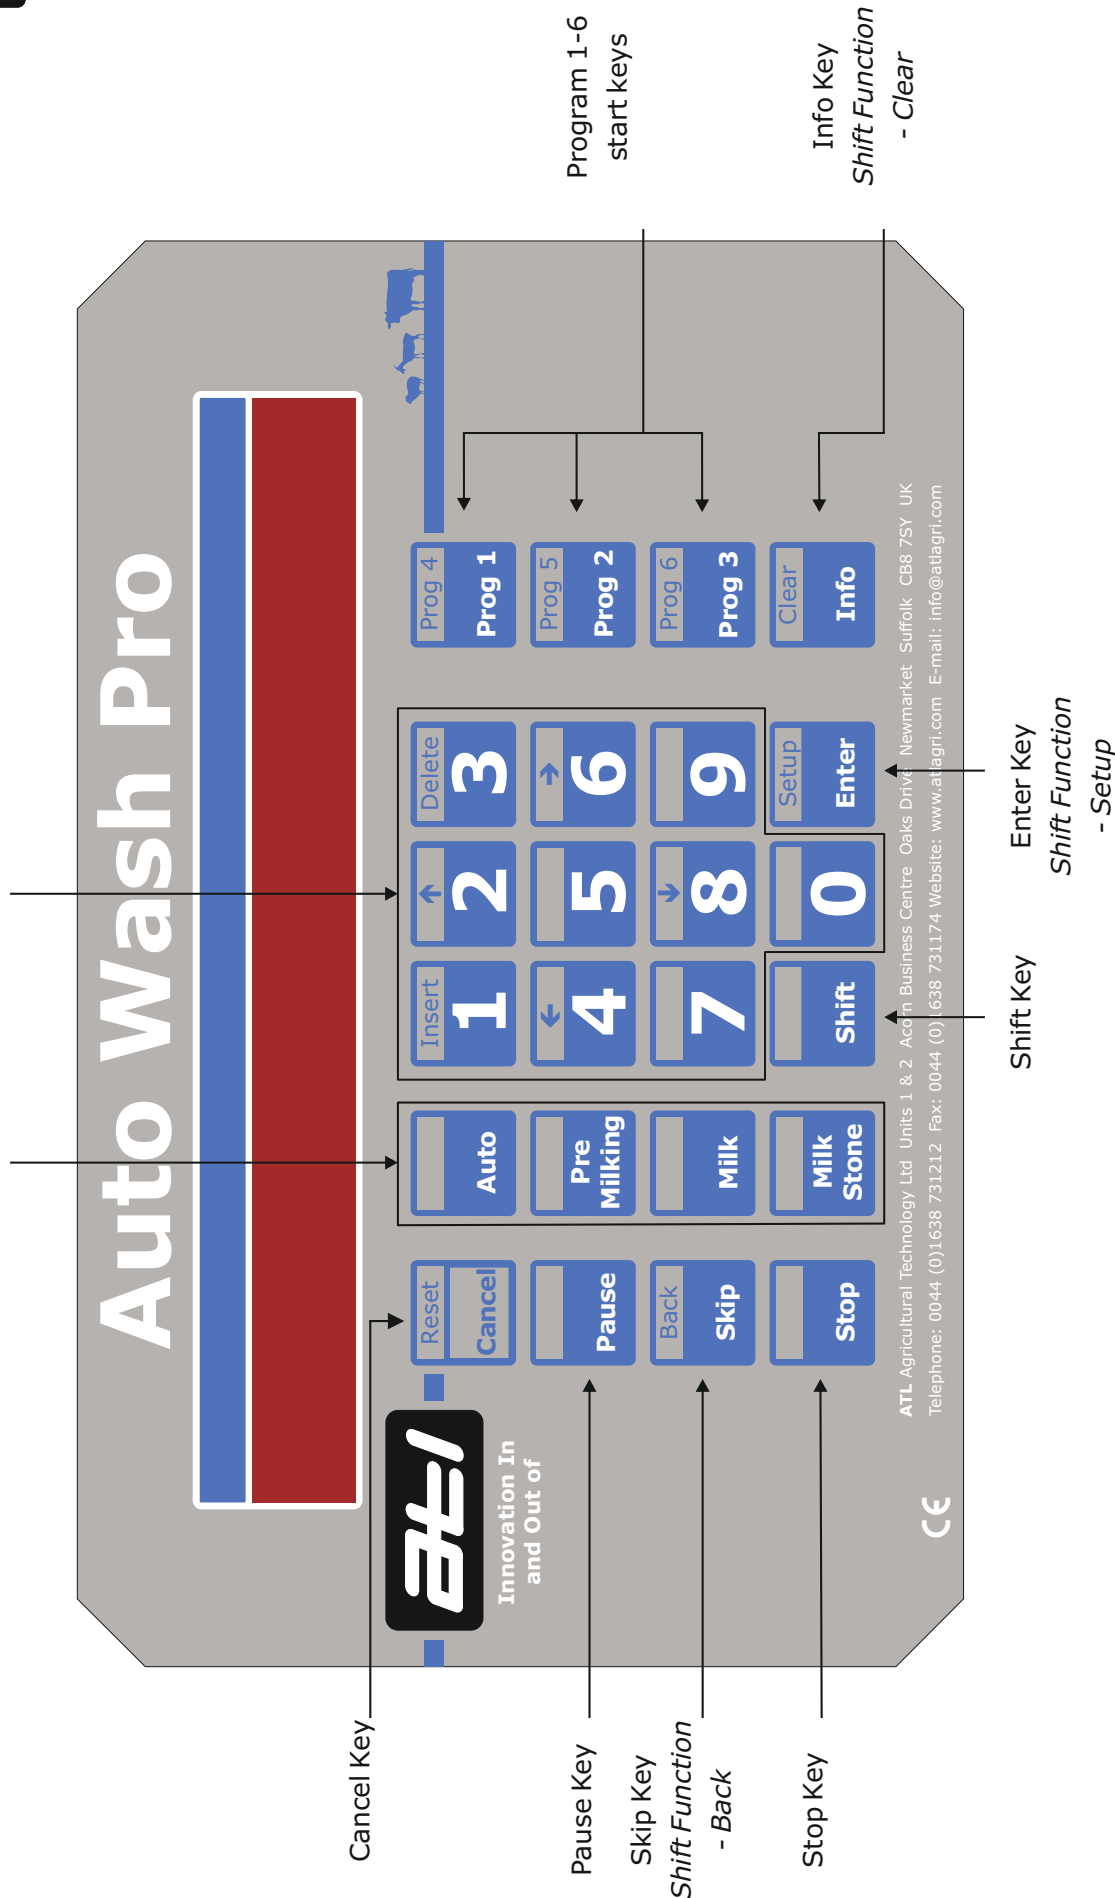 Auto Wash Pro
Cancel Key
Pause Key
Skip Key
Shift Function
- Back
Stop Key
atl
Innovation In
and Out of
Reset
Cancel
Pause
Back
Skip
Stop
Auto
Pre
Milking
Milk
Milk
Stone
Insert
1
↑
2
Delete
3
←
4
5
→
6
7
↓
8
9
Shift
0
Setup
Enter
Prog 4
Prog 1
Prog 5
Prog 2
Prog 6
Prog 3
Clear
Info
Program 1-6
start keys
Info Key
Shift Function
- Clear
ATL Agricultural Technology Ltd Units 1 & 2 Acorn Business Centre Oaks Drive Newmarket Suffolk CB8 7SY UK
Telephone: 0044 (0)1638 731212 Fax: 0044 (0)1638 731174 Website: www.atlagri.com E-mail: info@atlagri.com
CE
Shift Key
Enter Key
Shift Function
- Setup